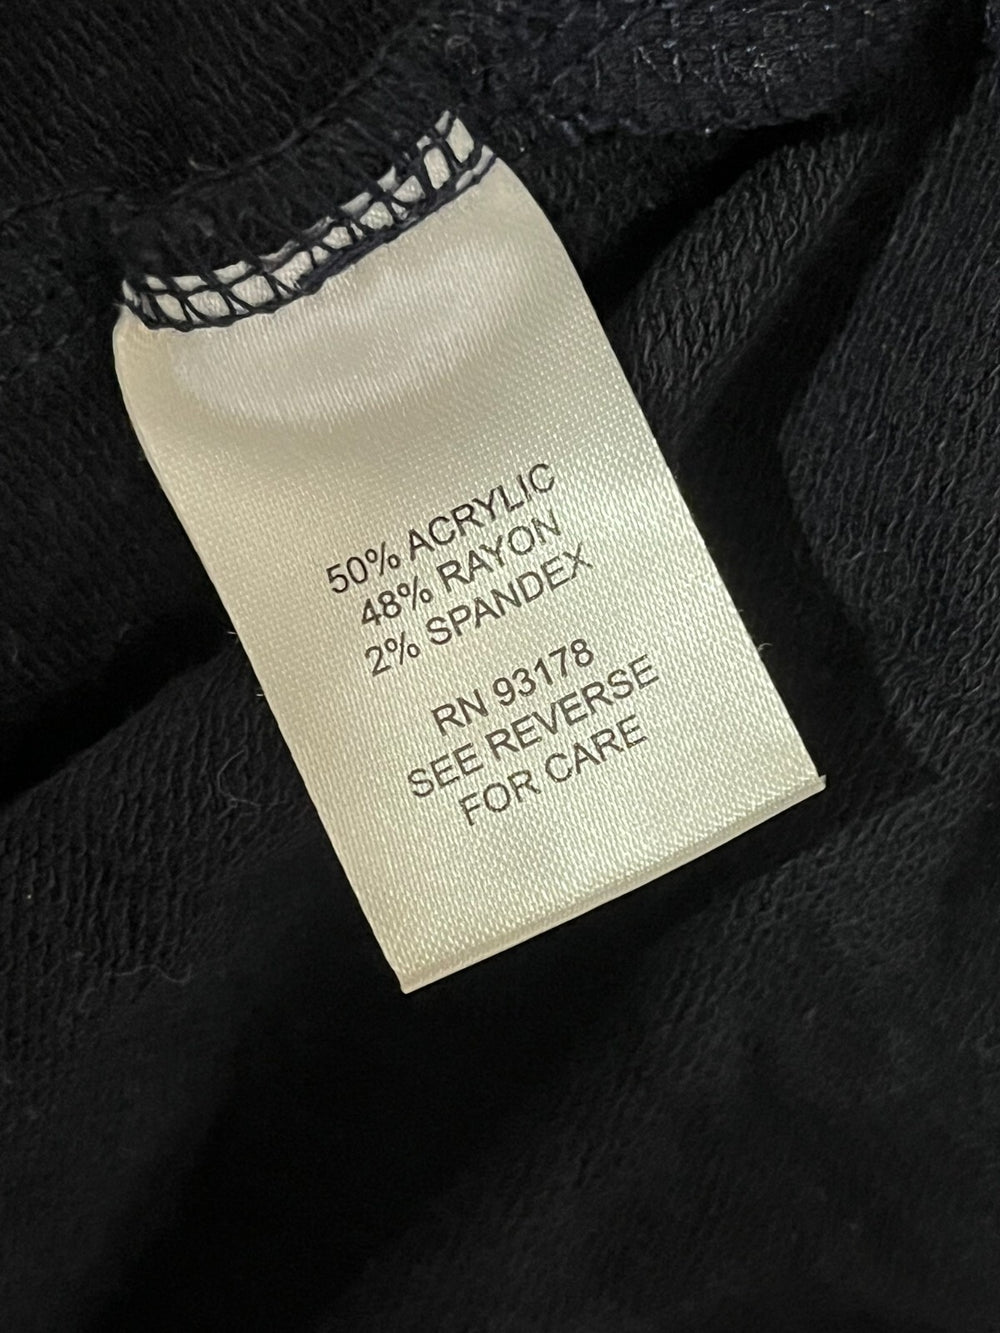 50% ACRYLIC
48% RAYON
2% SPANDEX
RN 93178
SEE REVERSE
FOR CARE